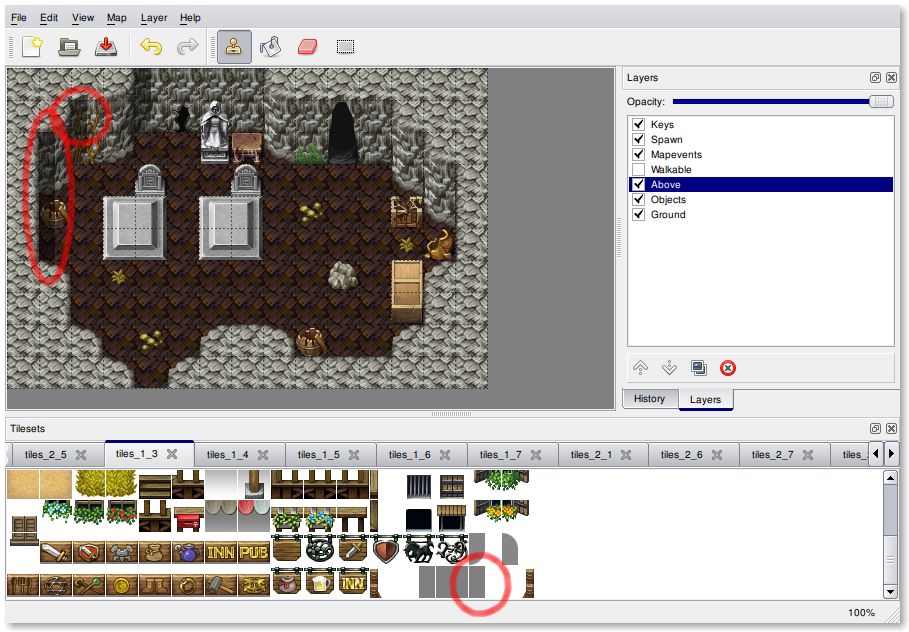 File Edit View Map Layer Help
Layers
Opacity:
Keys
Spawn
Mapevents
Walkable
Above
Objects
Ground
History Layers
Tilesets
tiles_2_5 tiles_1_3 tiles_1_4 tiles_1_5 tiles_1_6 tiles_1_7 tiles_2_1 tiles_2_6 tiles_2_7 tiles_
INN PUB
INN
100%